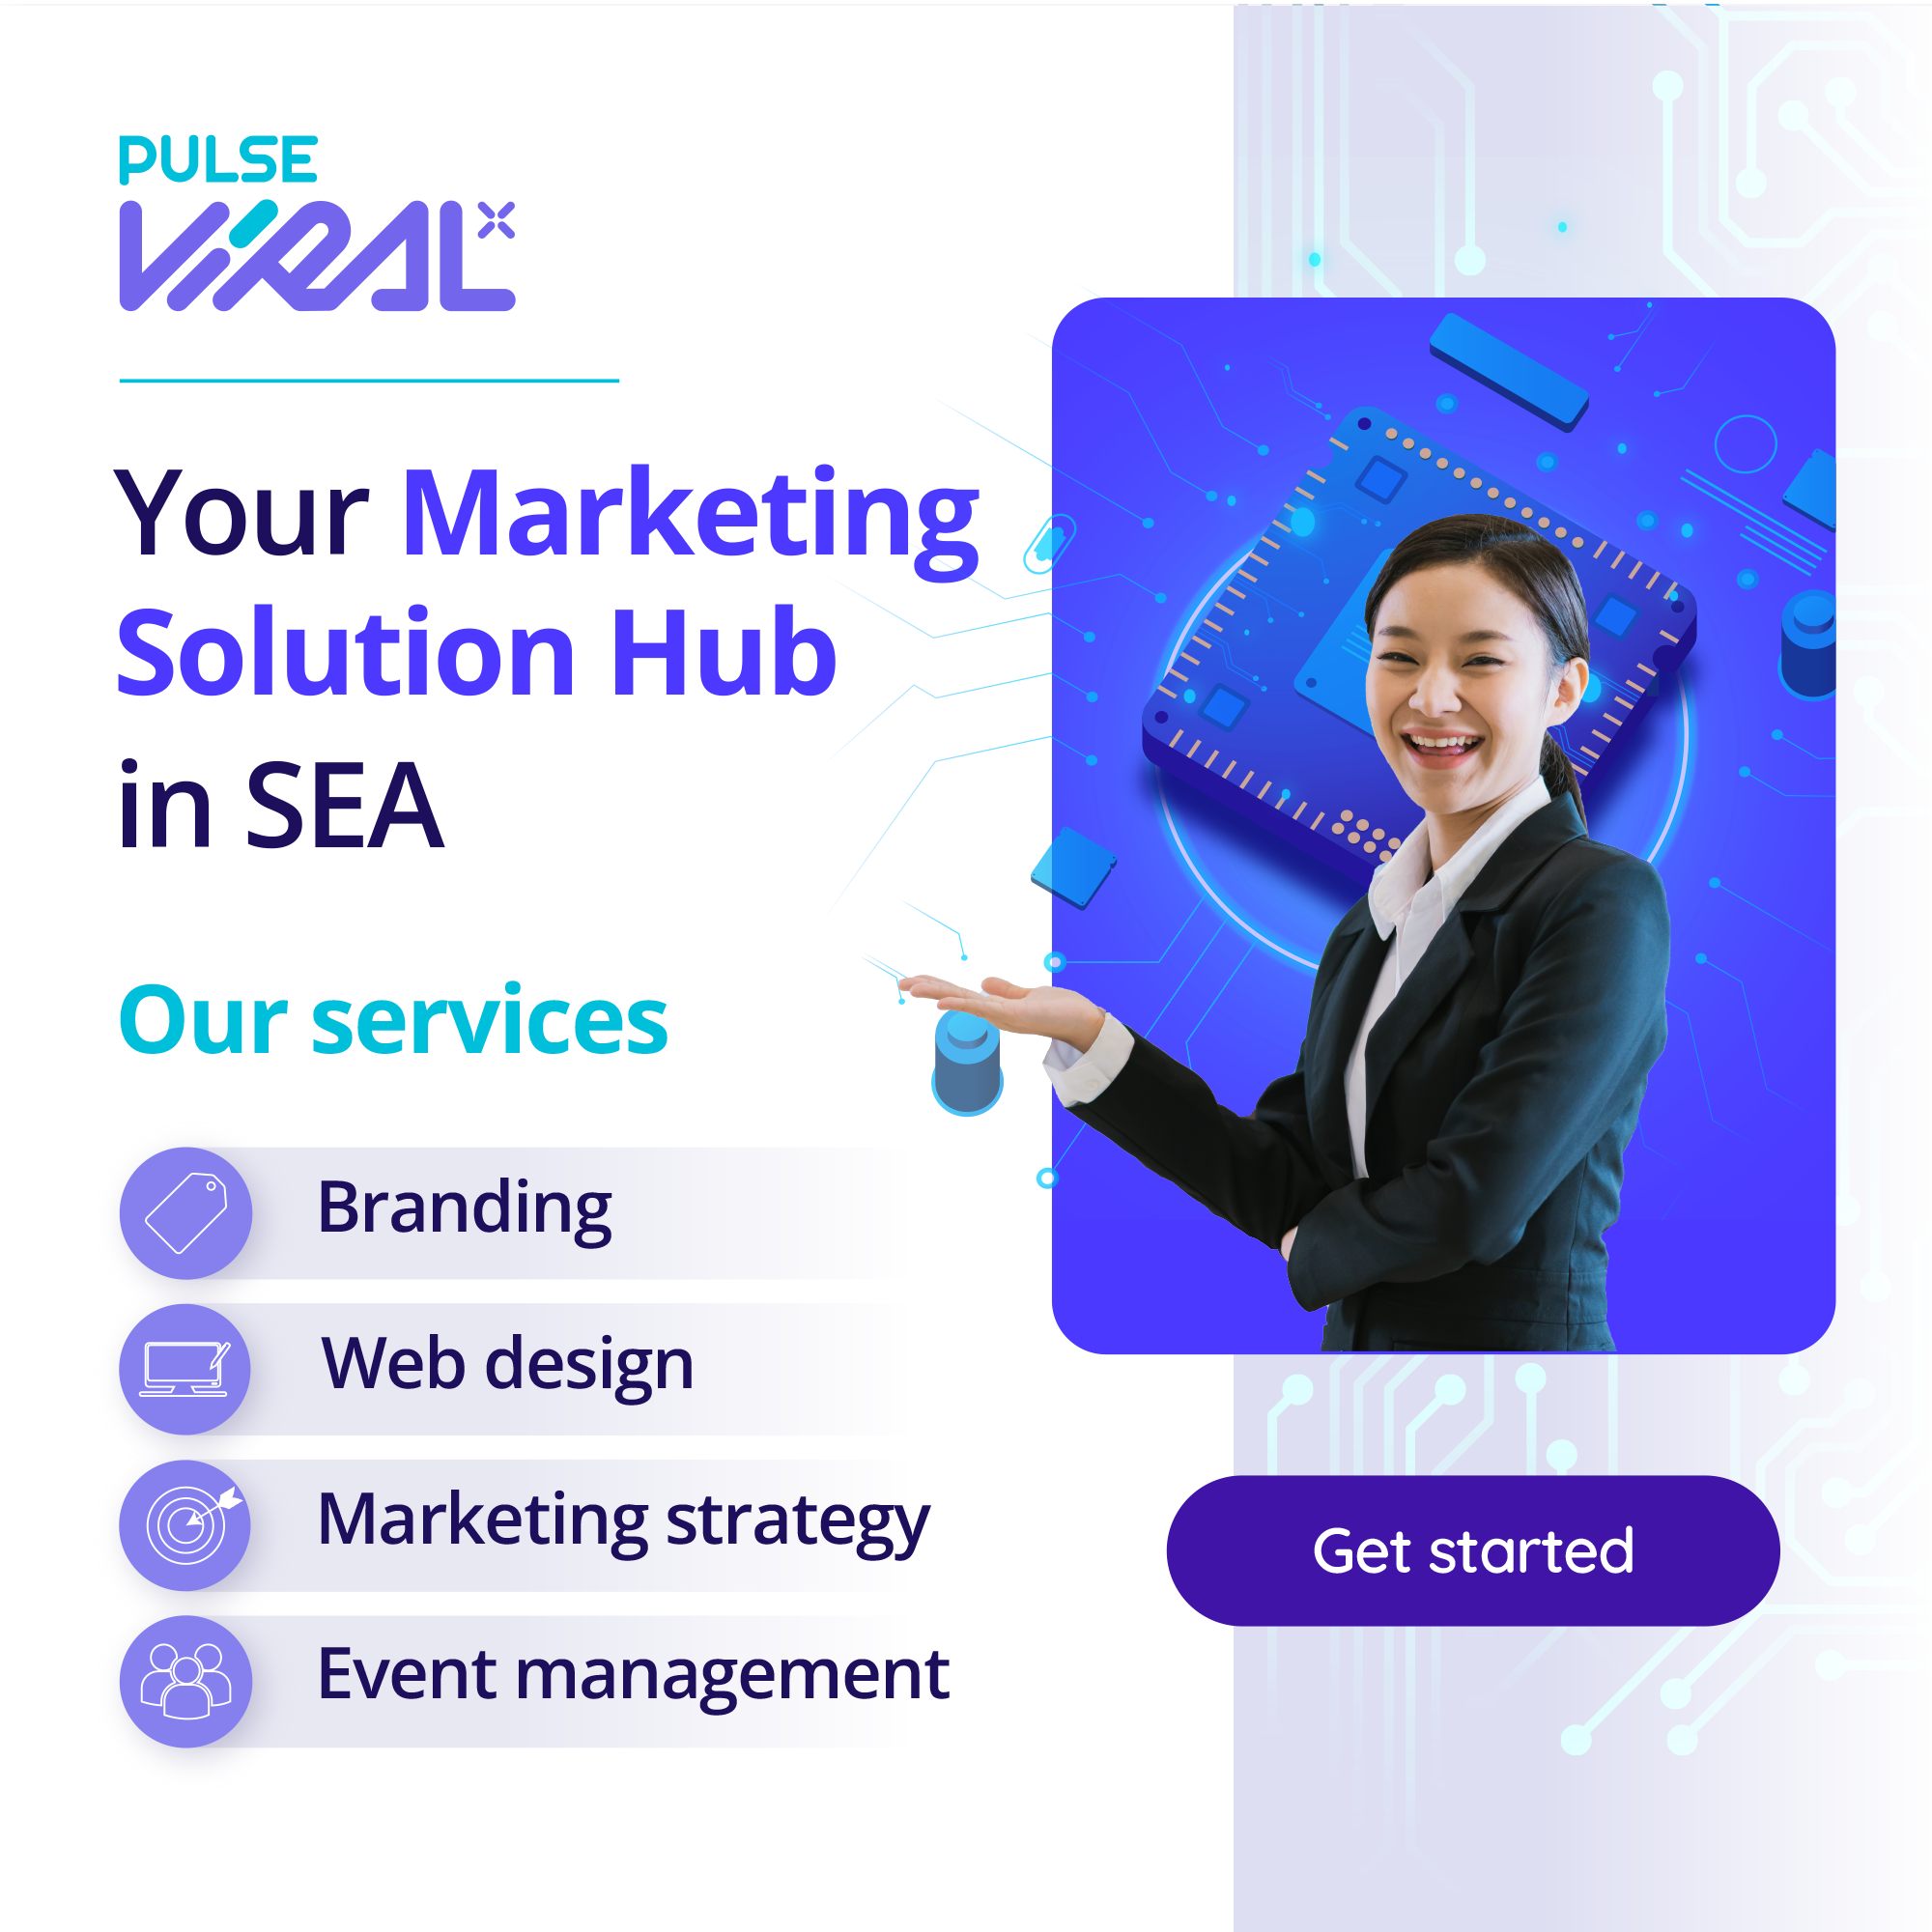 PULSE
ViRAL
Your Marketing
Solution Hub
in SEA
Our services
Branding
Web design
Marketing strategy
Event management
Get started